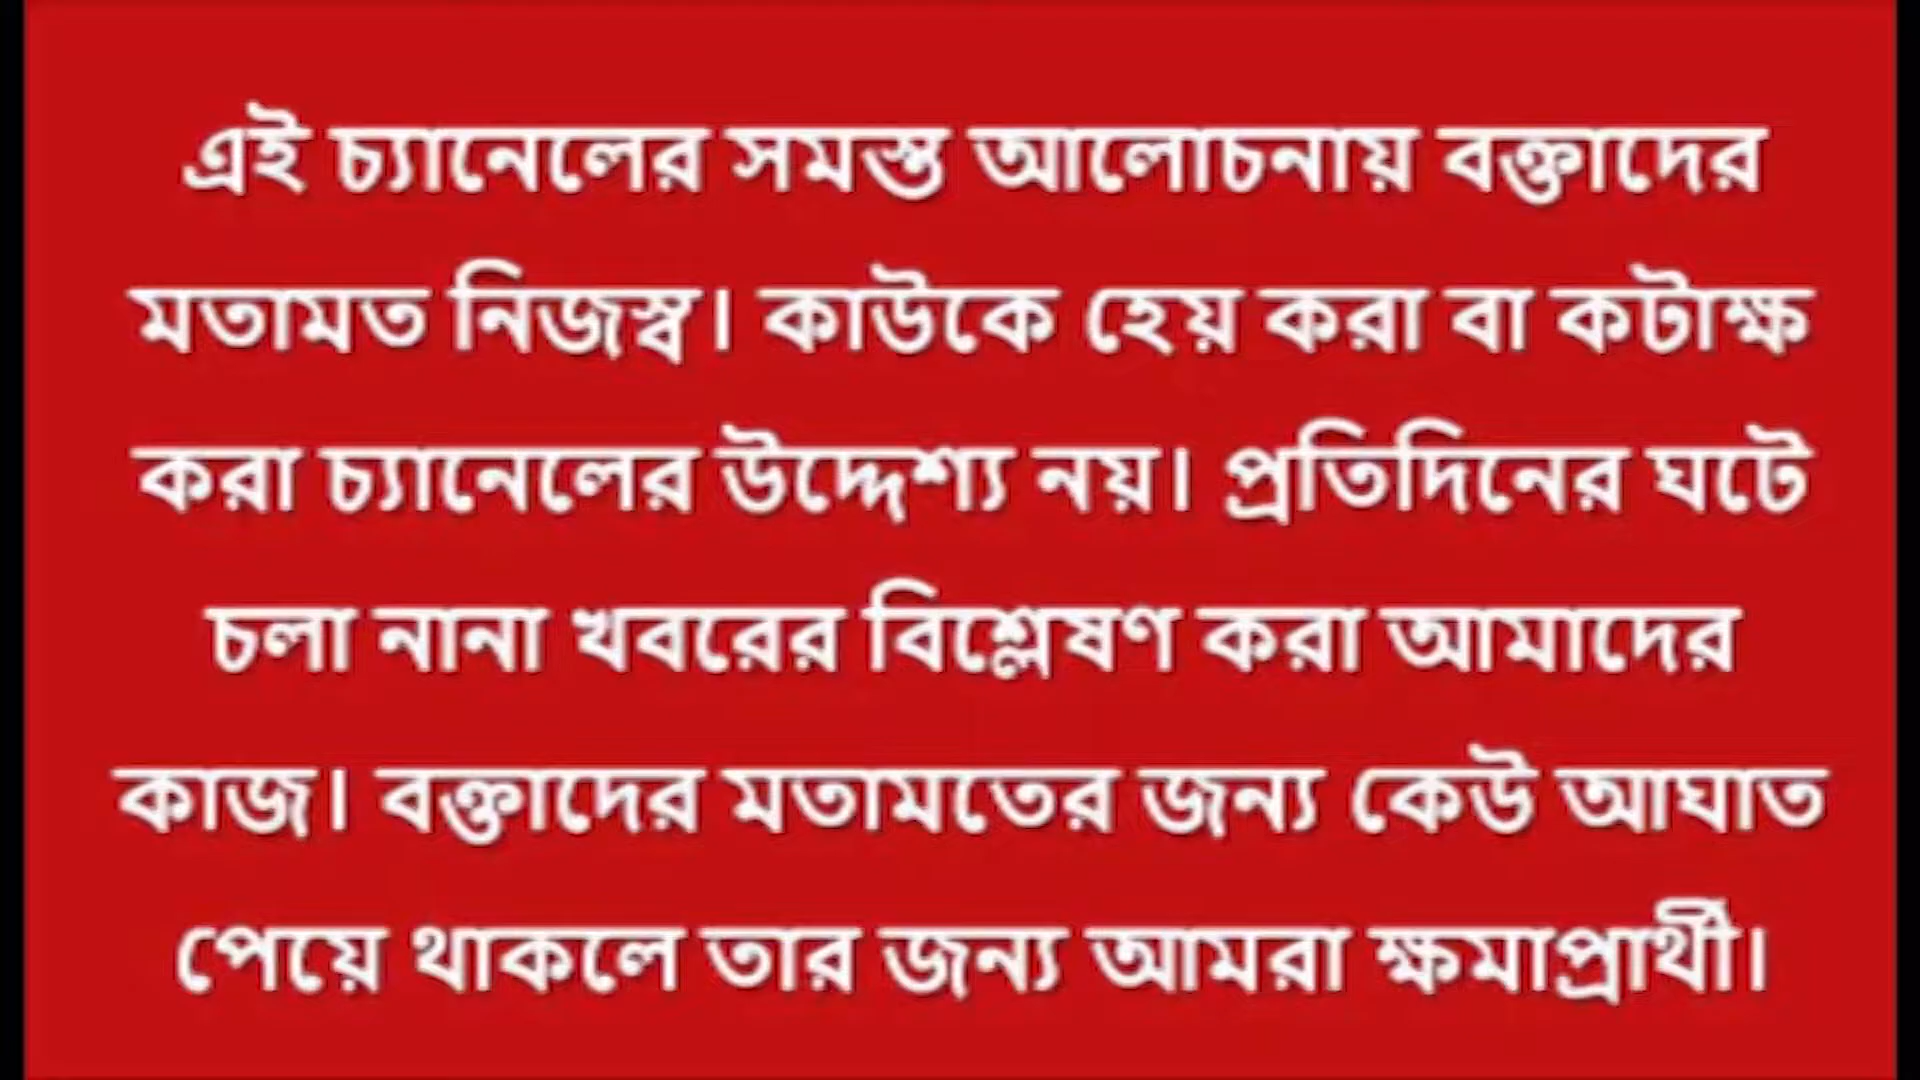 এই চ্যানেলের সমস্ত আলোচনায় বক্তাদের
মতামত নিজস্ব। কাউকে হেয় করা বা কটাক্ষ
করা চ্যানেলের উদ্দেশ্য নয়। প্রতিদিনের ঘটে
চলা নানা খবরের বিশ্লেষণ করা আমাদের
কাজ। বক্তাদের মতামতের জন্য কেউ আঘাত
পেয়ে থাকলে তার জন্য আমরা ক্ষমাপ্রার্থী।